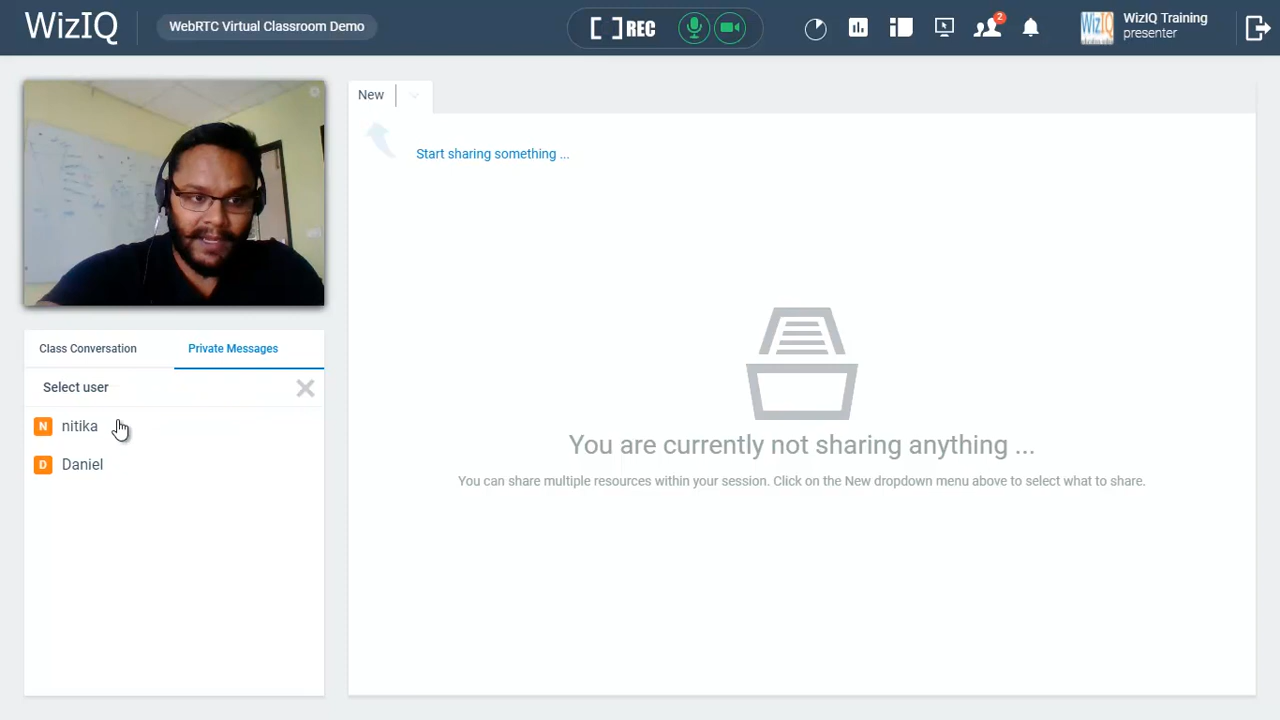 WizIQ
WebRTC Virtual Classroom Demo
[ ] REC
2
WizIQ Training
presenter
New
Start sharing something ...
Class Conversation
Private Messages
Select user
N nitika
D Daniel
You are currently not sharing anything ...
You can share multiple resources within your session. Click on the New dropdown menu above to select what to share.